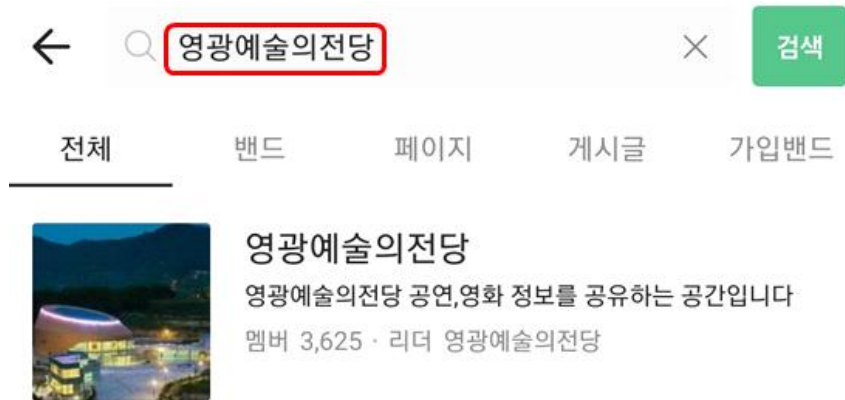 영광예술의전당 검색
전체 밴드 페이지 게시글 가입밴드
영광예술의전당
영광예술의전당 공연,영화 정보를 공유하는 공간입니다
멤버 3,625 · 리더 영광예술의전당